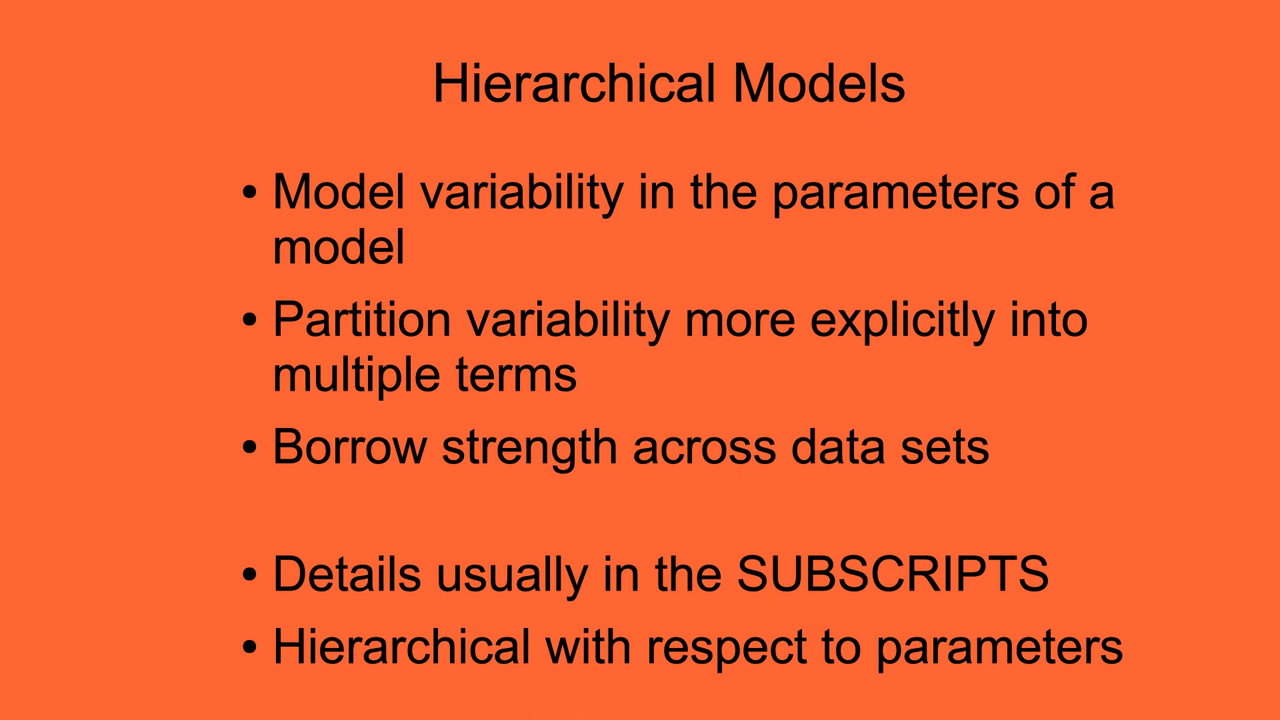 Hierarchical Models
• Model variability in the parameters of a
model
• Partition variability more explicitly into
multiple terms
• Borrow strength across data sets
• Details usually in the SUBSCRIPTS
• Hierarchical with respect to parameters